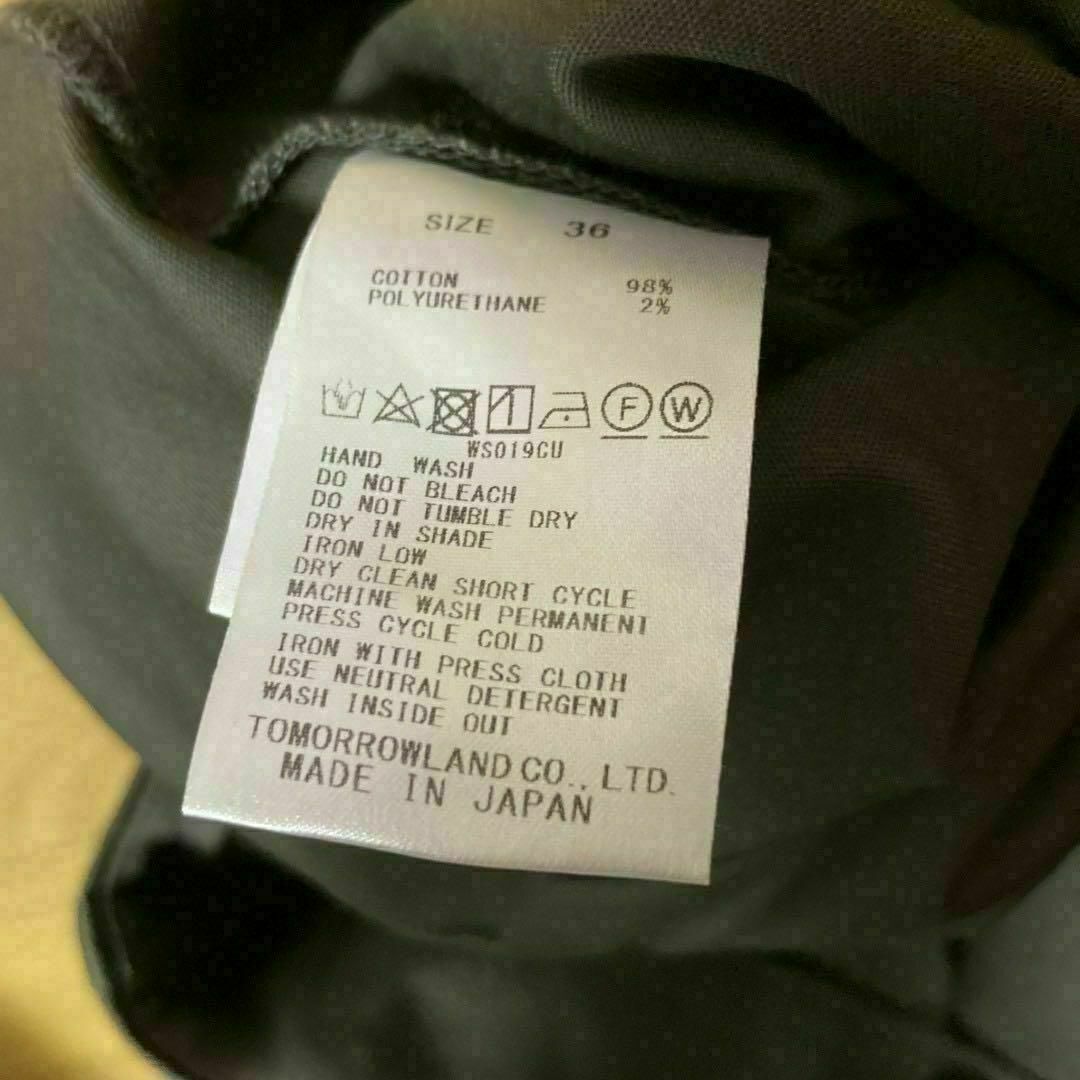 SIZE 36
COTTON 98%
POLYURETHANE 2%
F W
WS019CU
HAND WASH
DO NOT BLEACH
DO NOT TUMBLE DRY
DRY IN SHADE
IRON LOW
DRY CLEAN SHORT CYCLE
MACHINE WASH PERMANENT
PRESS CYCLE COLD
IRON WITH PRESS CLOTH
USE NEUTRAL DETERGENT
WASH INSIDE OUT
TOMORROWLAND CO., LTD.
MADE IN JAPAN